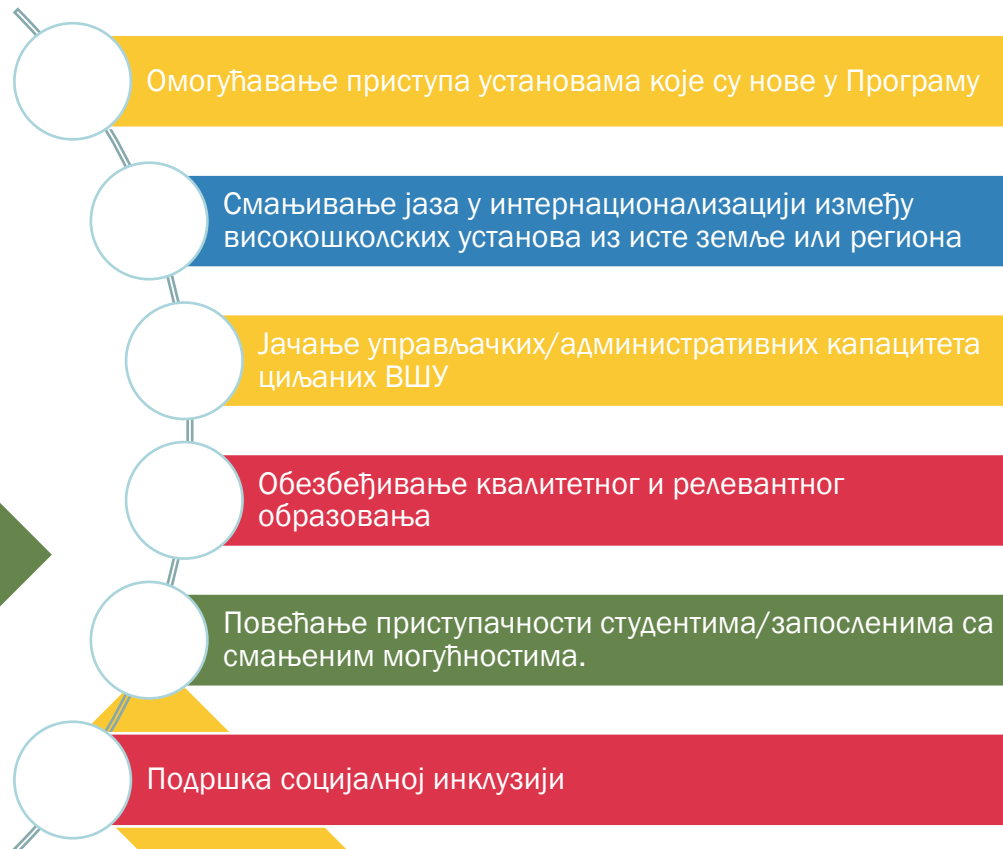 Омогућавање приступа установама које су нове у Програму
Смањивање јаза у интернационализацији између
високошколских установа из исте земље или региона
Јачање управљачких/административних капацитета
циљаних ВШУ
Обезбеђивање квалитетног и релевантног
образовања
Повећање приступачности студентима/запосленима са
смањеним могућностима.
Подршка социјалној инклузији